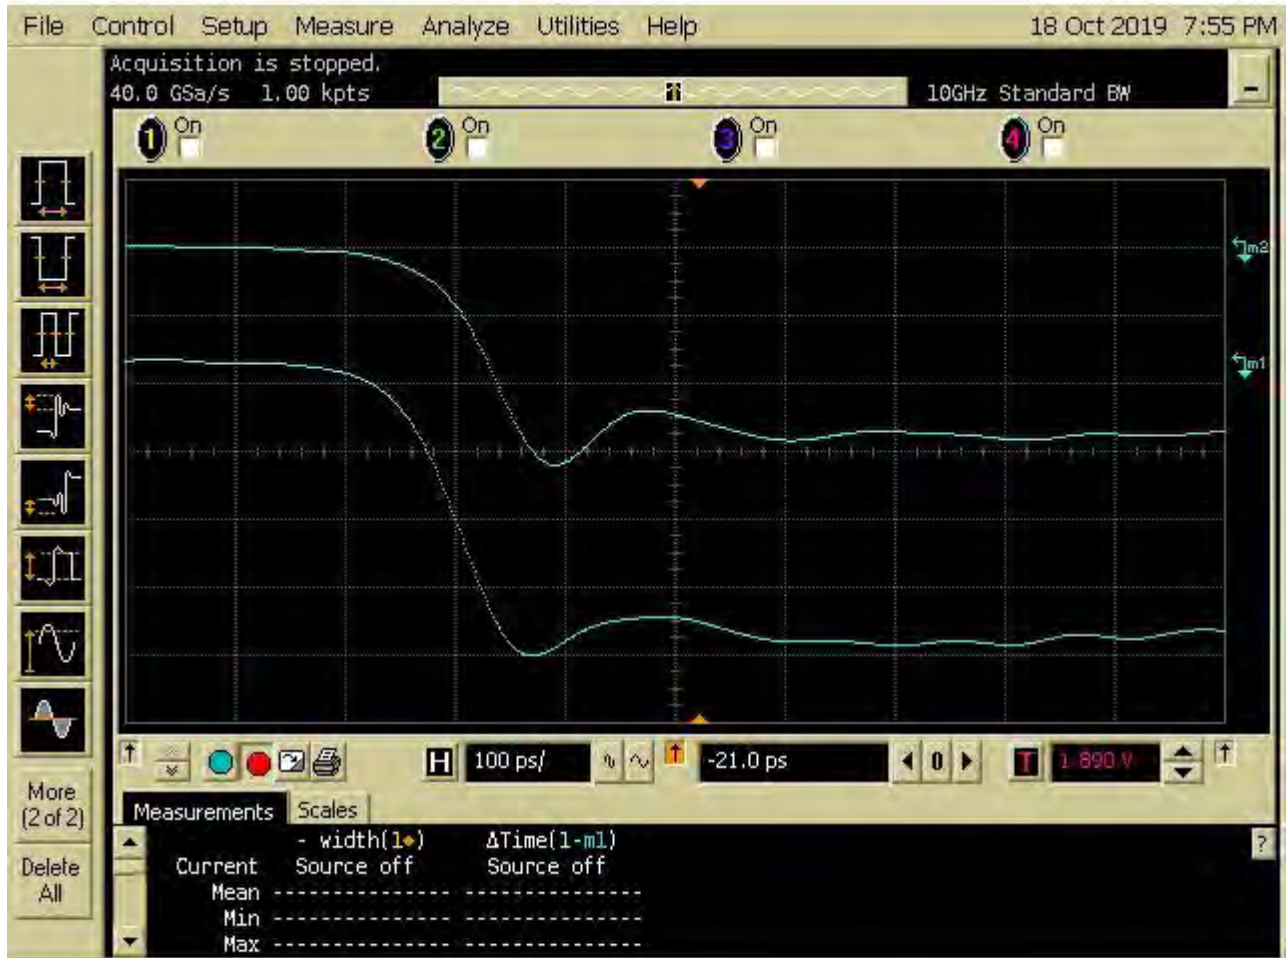 File Control Setup Measure Analyze Utilities Help 18 Oct 2019 7:55 PM
Acquisition is stopped.
40.0 GSa/s 1.00 kpts 10GHz Standard BW
1 On 2 On 3 On 4 On
m2
m1
H 100 ps/ -21.0 ps 0 T 1.890 V
More
(2 of 2)
Delete
All
Measurements Scales
- width(1◆) ΔTime(1-m1)
?
Current Source off Source off
Mean --------------- ---------------
Min --------------- ---------------
Max --------------- ---------------